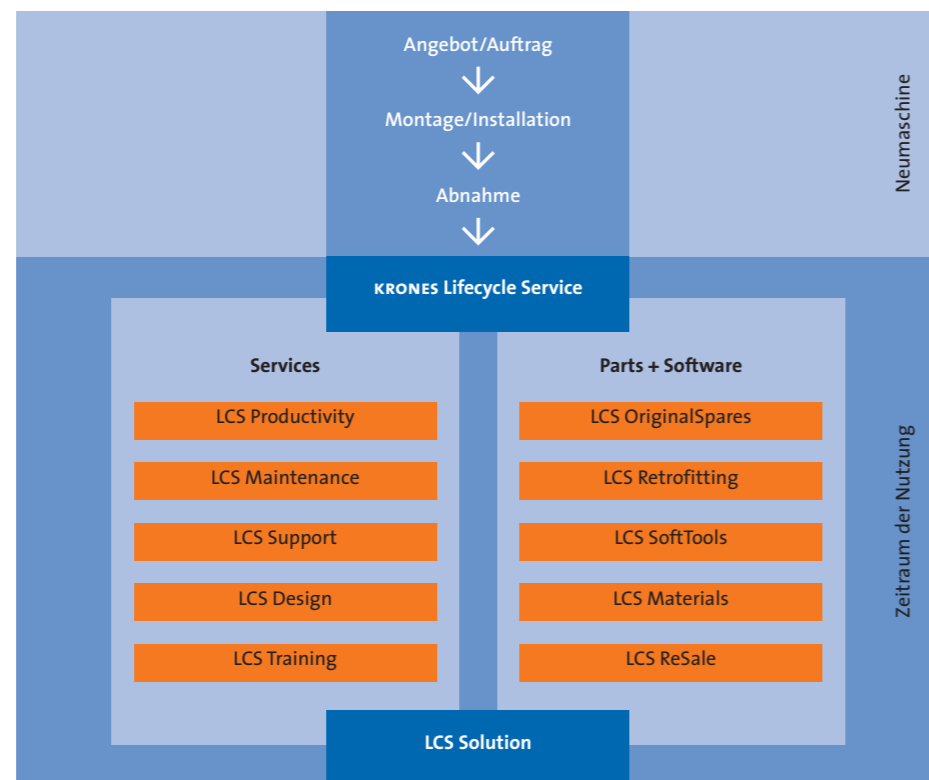 Angebot/Auftrag
Montage/Installation
Abnahme
Neumaschine
KRONES Lifecycle Service
Services
LCS Productivity
LCS Maintenance
LCS Support
LCS Design
LCS Training
Parts + Software
LCS OriginalSpares
LCS Retrofitting
LCS SoftTools
LCS Materials
LCS ReSale
Zeitraum der Nutzung
LCS Solution